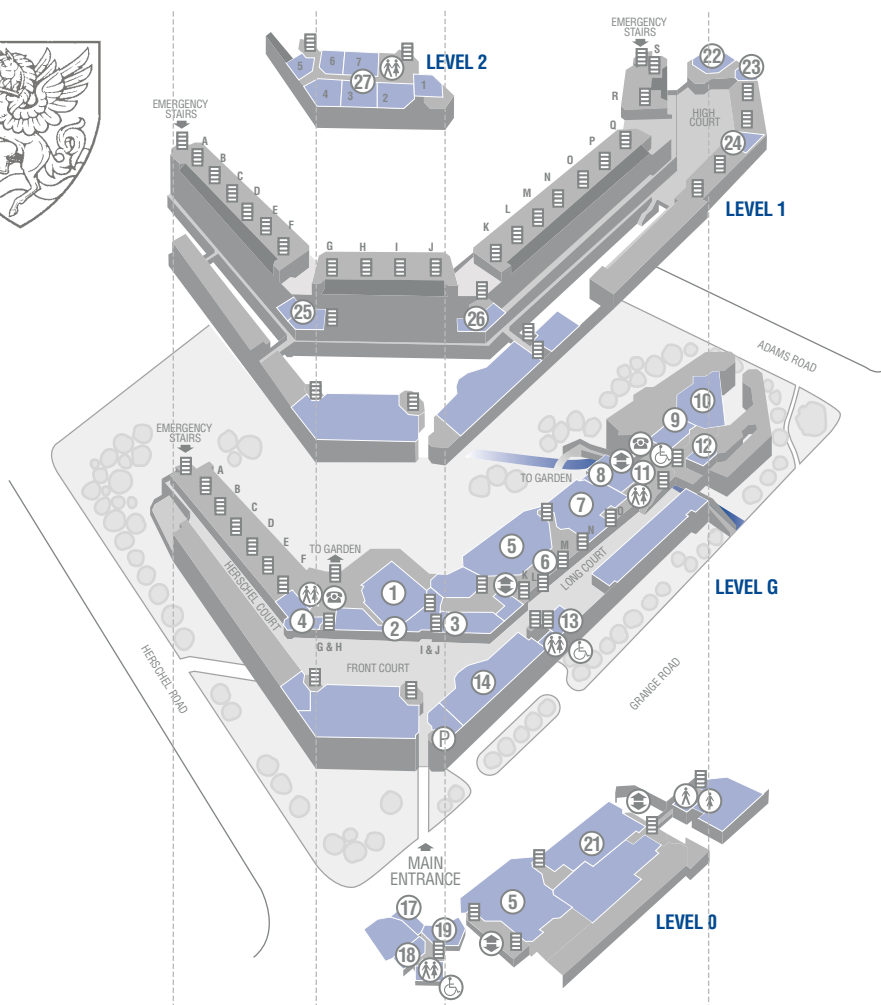 LEVEL 2
5
6
7
27
4
3
2
1
EMERGENCY
STAIRS
S
R
22
23
HIGH
COURT
24
LEVEL 1
EMERGENCY
STAIRS
A
B
C
D
E
F
G
H
I
J
K
L
M
N
O
P
Q
25
26
ADAMS ROAD
EMERGENCY
STAIRS
A
B
C
D
E
F
TO GARDEN
TO GARDEN
10
9
12
11
8
7
5
6
O
N
M
L
K
LONG COURT
LEVEL G
HERSCHEL COURT
1
2
3
4
G & H
I & J
13
FRONT COURT
14
P
HERSCHEL ROAD
GRANGE ROAD
MAIN
ENTRANCE
21
5
LEVEL 0
17
19
18